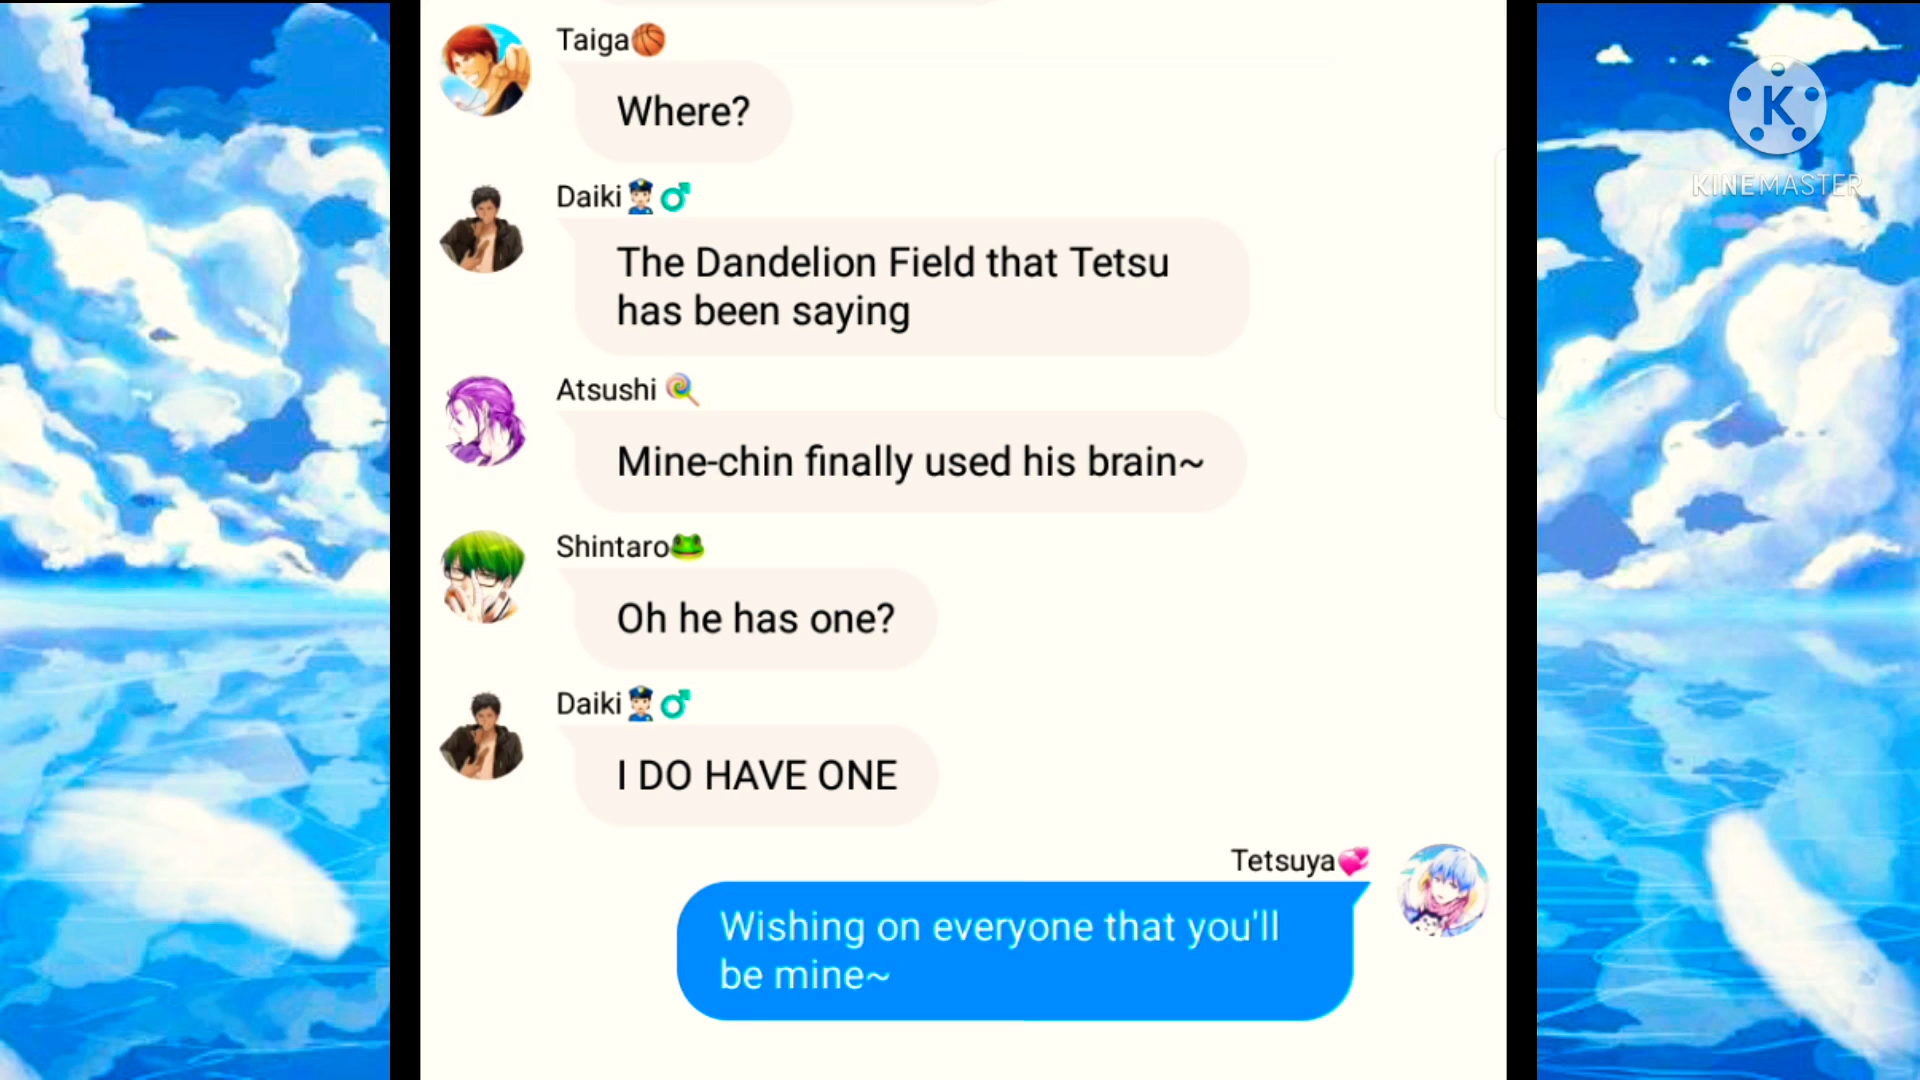 Taiga🏀
Where?
Daiki👮🏻♂
The Dandelion Field that Tetsu
has been saying
Atsushi 🍭
Mine-chin finally used his brain~
Shintaro🐸
Oh he has one?
Daiki👮🏻♂
I DO HAVE ONE
Tetsuya💞
Wishing on everyone that you'll
be mine~
K
KINEMASTER